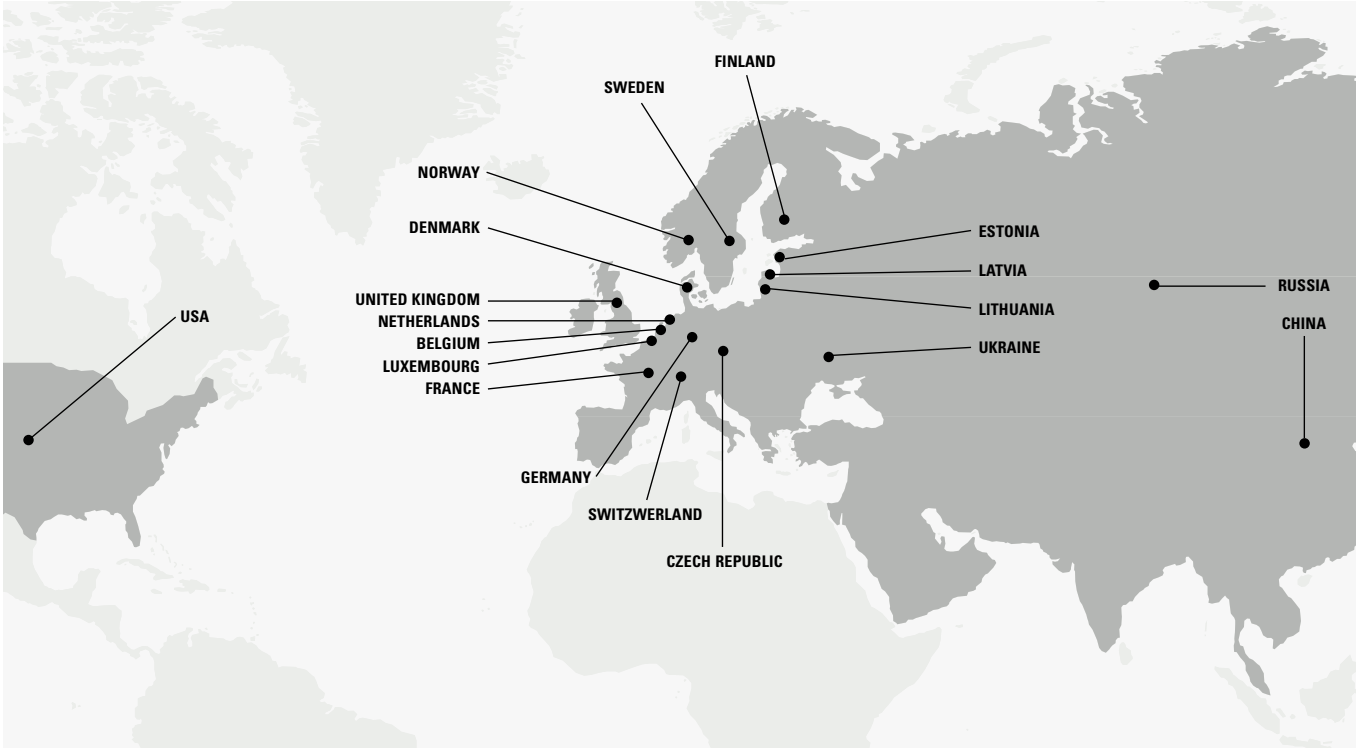 FINLAND
SWEDEN
NORWAY
DENMARK
ESTONIA
LATVIA
RUSSIA
UNITED KINGDOM
LITHUANIA
USA
NETHERLANDS
CHINA
BELGIUM
UKRAINE
LUXEMBOURG
FRANCE
GERMANY
SWITZWERLAND
CZECH REPUBLIC